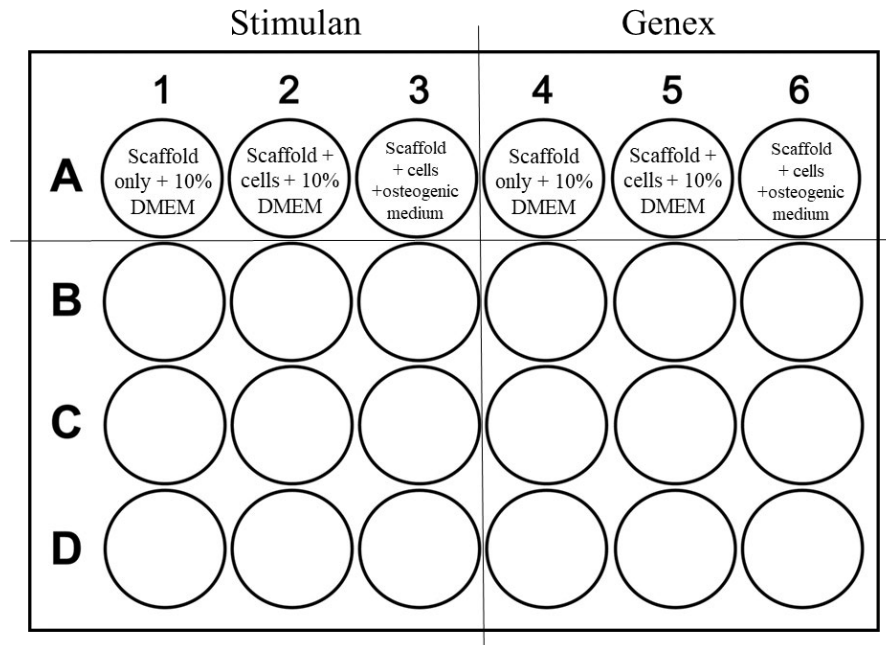 Stimulan Genex
1 2 3 4 5 6
A
Scaffold
only + 10%
DMEM
Scaffold +
cells + 10%
DMEM
Scaffold
+ cells
+osteogenic
medium
Scaffold
only + 10%
DMEM
Scaffold +
cells + 10%
DMEM
Scaffold
+ cells
+osteogenic
medium
B
C
D